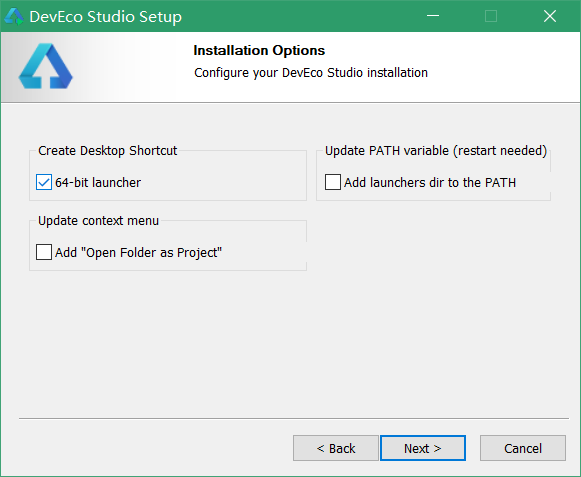 DevEco Studio Setup
Installation Options
Configure your DevEco Studio installation
Create Desktop Shortcut
64-bit launcher
Update PATH variable (restart needed)
Add launchers dir to the PATH
Update context menu
Add "Open Folder as Project"
< Back
Next >
Cancel